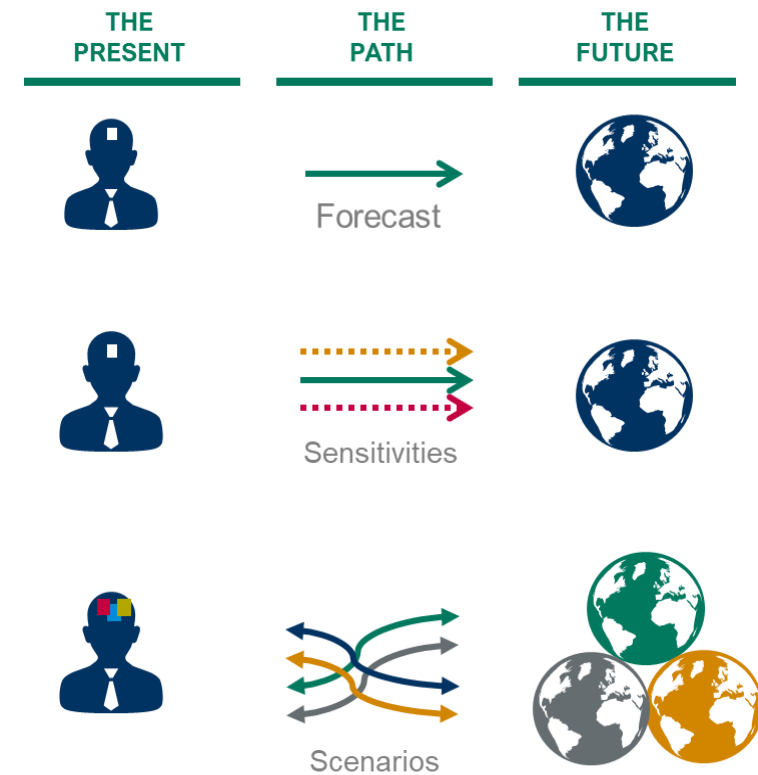 THE
PRESENT
THE
PATH
THE
FUTURE
Forecast
Sensitivities
Scenarios